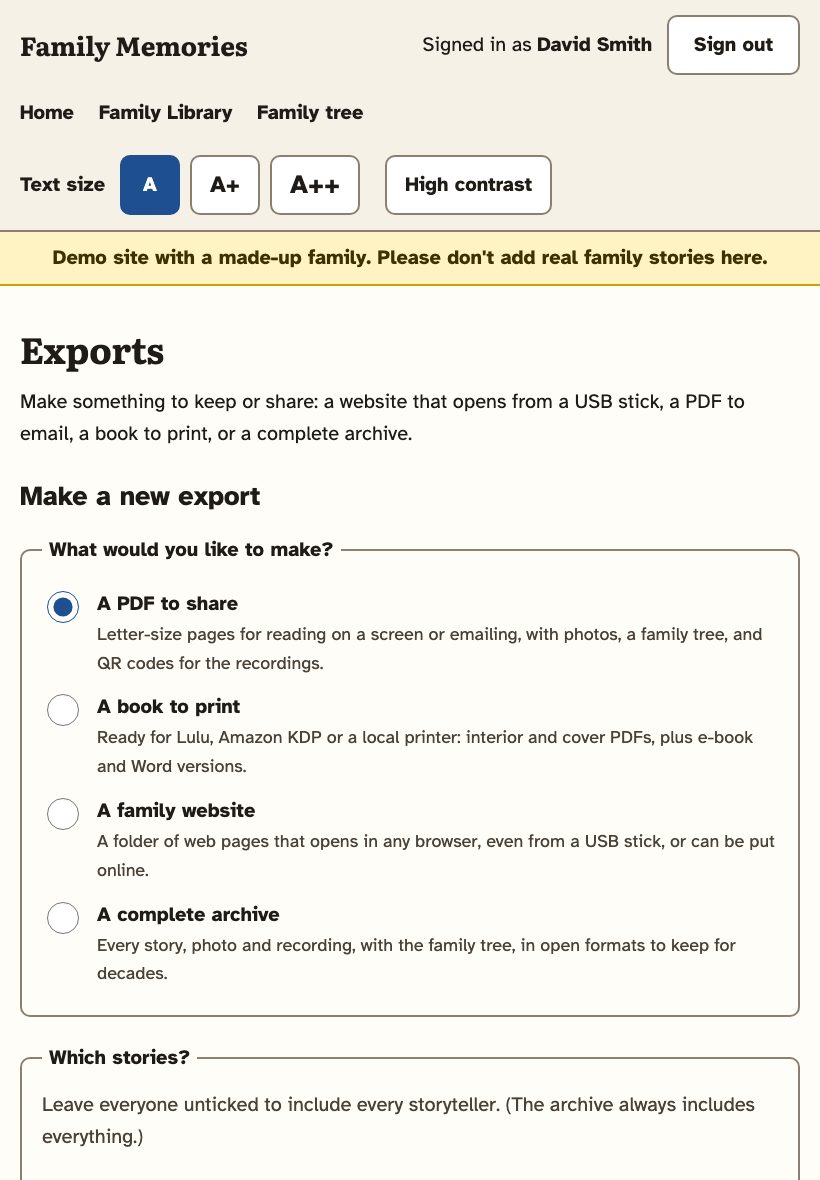 Family Memories
Signed in as David Smith
Sign out
Home Family Library Family tree
Text size A A+ A++ High contrast
Demo site with a made-up family. Please don't add real family stories here.
Exports
Make something to keep or share: a website that opens from a USB stick, a PDF to
email, a book to print, or a complete archive.
Make a new export
What would you like to make?
A PDF to share
Letter-size pages for reading on a screen or emailing, with photos, a family tree, and
QR codes for the recordings.
A book to print
Ready for Lulu, Amazon KDP or a local printer: interior and cover PDFs, plus e-book
and Word versions.
A family website
A folder of web pages that opens in any browser, even from a USB stick, or can be put
online.
A complete archive
Every story, photo and recording, with the family tree, in open formats to keep for
decades.
Which stories?
Leave everyone unticked to include every storyteller. (The archive always includes
everything.)